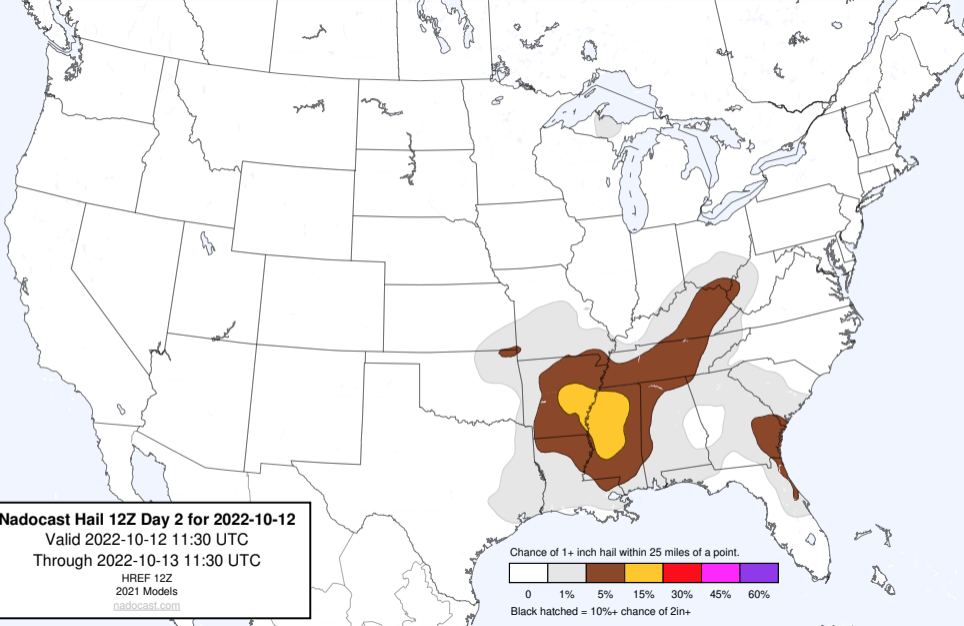 Nadocast Hail 12Z Day 2 for 2022-10-12
Valid 2022-10-12 11:30 UTC
Through 2022-10-13 11:30 UTC
HREF 12Z
2021 Models
nadocast.com
Chance of 1+ inch hail within 25 miles of a point.
0 1% 5% 15% 30% 45% 60%
Black hatched = 10%+ chance of 2in+